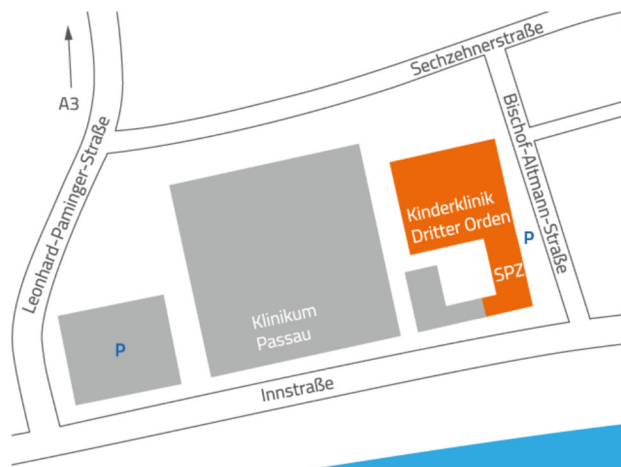 Sechzehnerstraße
A3
Bischof-Altmann-Straße
Leonhard-Paminger-Straße
Kinderklinik
Dritter Orden
P
SPZ
Klinikum
Passau
P
Innstraße